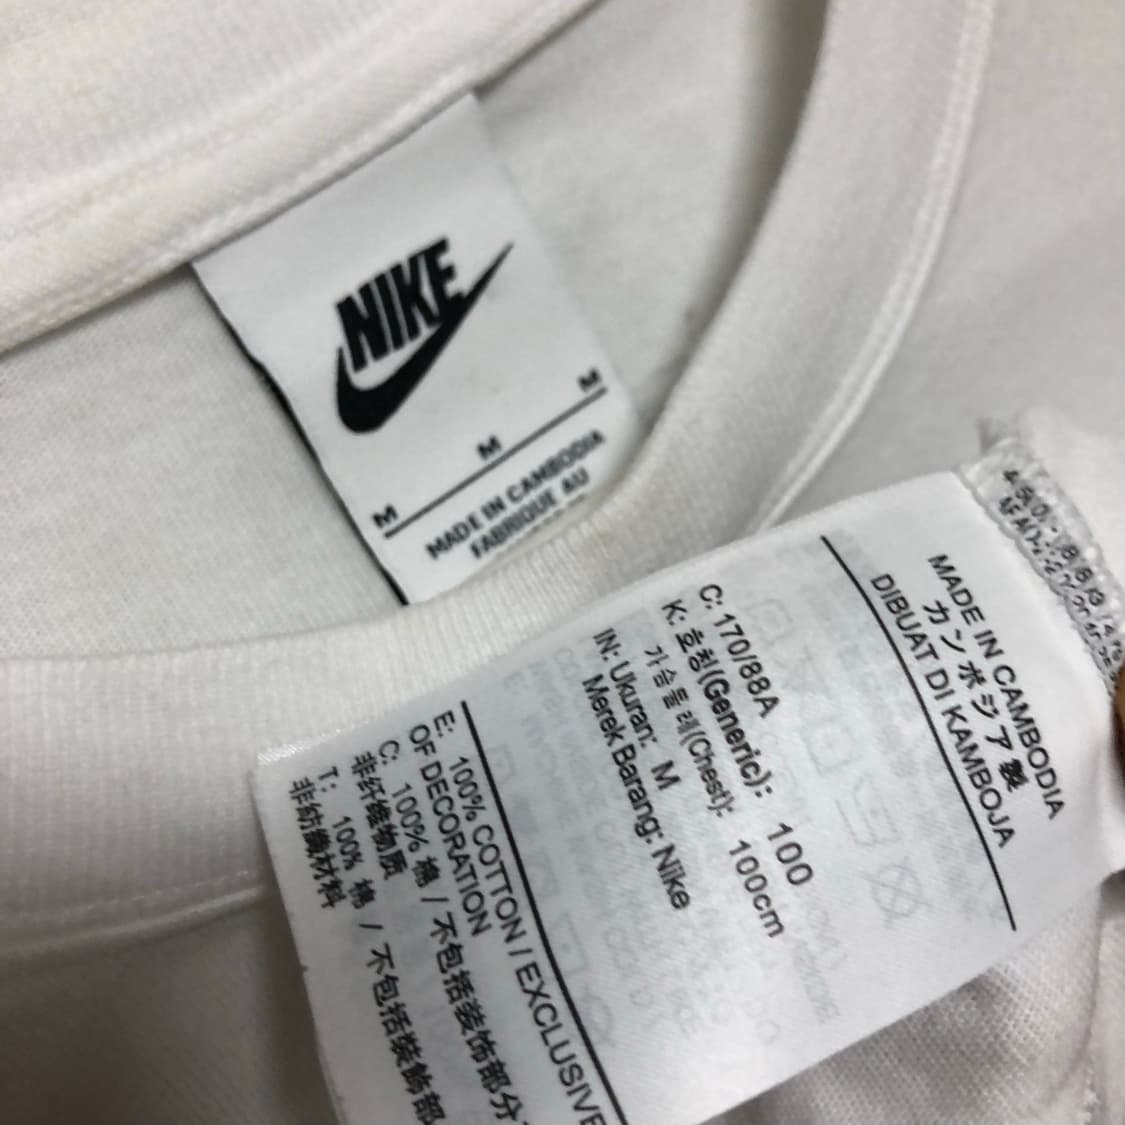 NIKE
M M M
MADE IN CAMBODIA
FABRIQUE AU
MADE IN CAMBODIA
カンボジア製
DIBUAT DI KAMBOJA
C: 170/88A
K: 호칭(Generic): 100
가슴둘레(Chest): 100cm
IN: Ukuran: M
Merek Barang: Nike
E: 100% COTTON / EXCLUSIVE
OF DECORATION
C: 100% 棉 / 不包括装饰部分
非纤维物质
T: 100% 棉 / 不包括裝飾部
非紡織材料